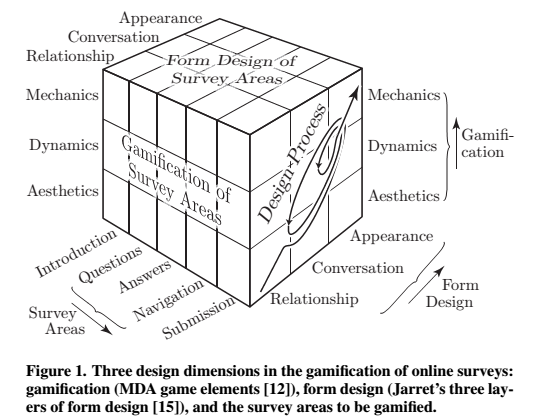 Appearance
Conversation
Relationship
Form Design of
Survey Areas
Mechanics
Dynamics
Aesthetics
Gamification of
Survey Areas
Design-Process
Mechanics
Dynamics
Aesthetics
Gamifi-
cation
Introduction
Questions
Answers
Navigation
Submission
Survey
Areas
Appearance
Conversation
Relationship
Form
Design
Figure 1. Three design dimensions in the gamification of online surveys:
gamification (MDA game elements [12]), form design (Jarret's three lay-
ers of form design [15]), and the survey areas to be gamified.